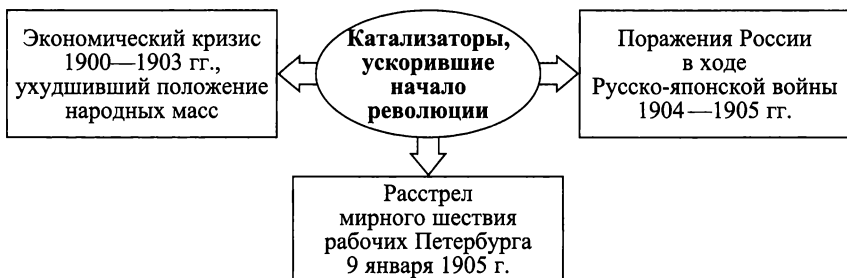 Катализаторы,
ускорившие
начало
революции
Экономический кризис
1900—1903 гг.,
ухудшивший положение
народных масс
Поражения России
в ходе
Русско-японской войны
1904—1905 гг.
Расстрел
мирного шествия
рабочих Петербурга
9 января 1905 г.